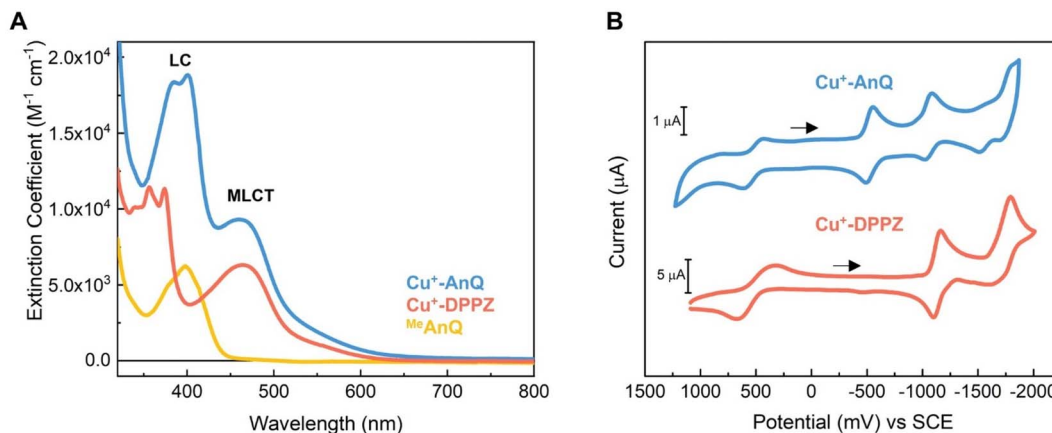 A
2.0x10⁴
1.5x10⁴
1.0x10⁴
5.0x10³
0.0
Extinction Coefficient (M⁻¹ cm⁻¹)
LC
MLCT
Cu⁺-AnQ
Cu⁺-DPPZ
ᴹᵉAnQ
400 500 600 700 800
Wavelength (nm)
B
Current (µA)
Cu⁺-AnQ
1 µA
Cu⁺-DPPZ
5 µA
1500 1000 500 0 -500 -1000 -1500 -2000
Potential (mV) vs SCE